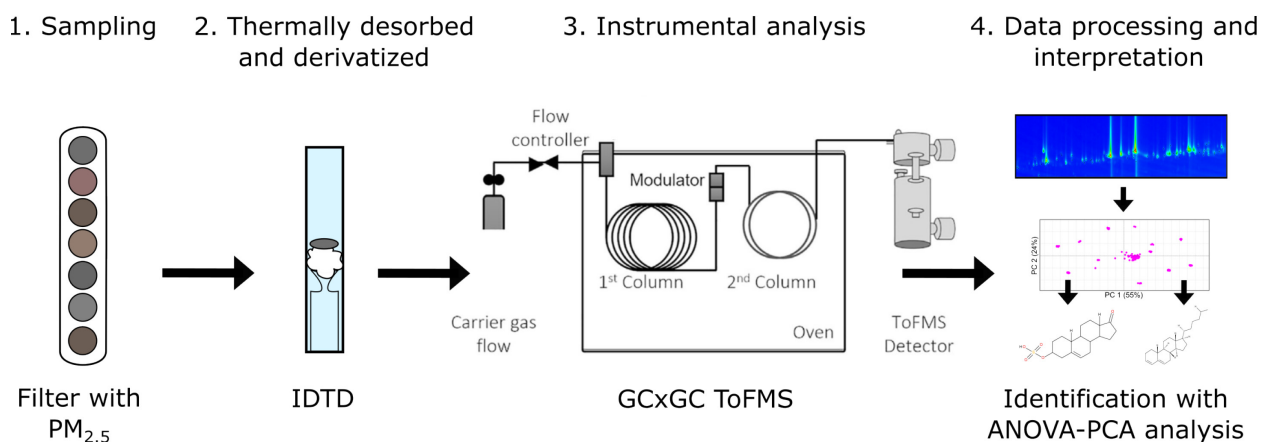 1. Sampling
2. Thermally desorbed
and derivatized
3. Instrumental analysis
4. Data processing and
interpretation
Flow
controller
Modulator
1st Column
2nd Column
Oven
Carrier gas
flow
ToFMS
Detector
PC 2 (24%)
PC 1 (55%)
Filter with
PM2.5
IDTD
GCxGC ToFMS
Identification with
ANOVA-PCA analysis